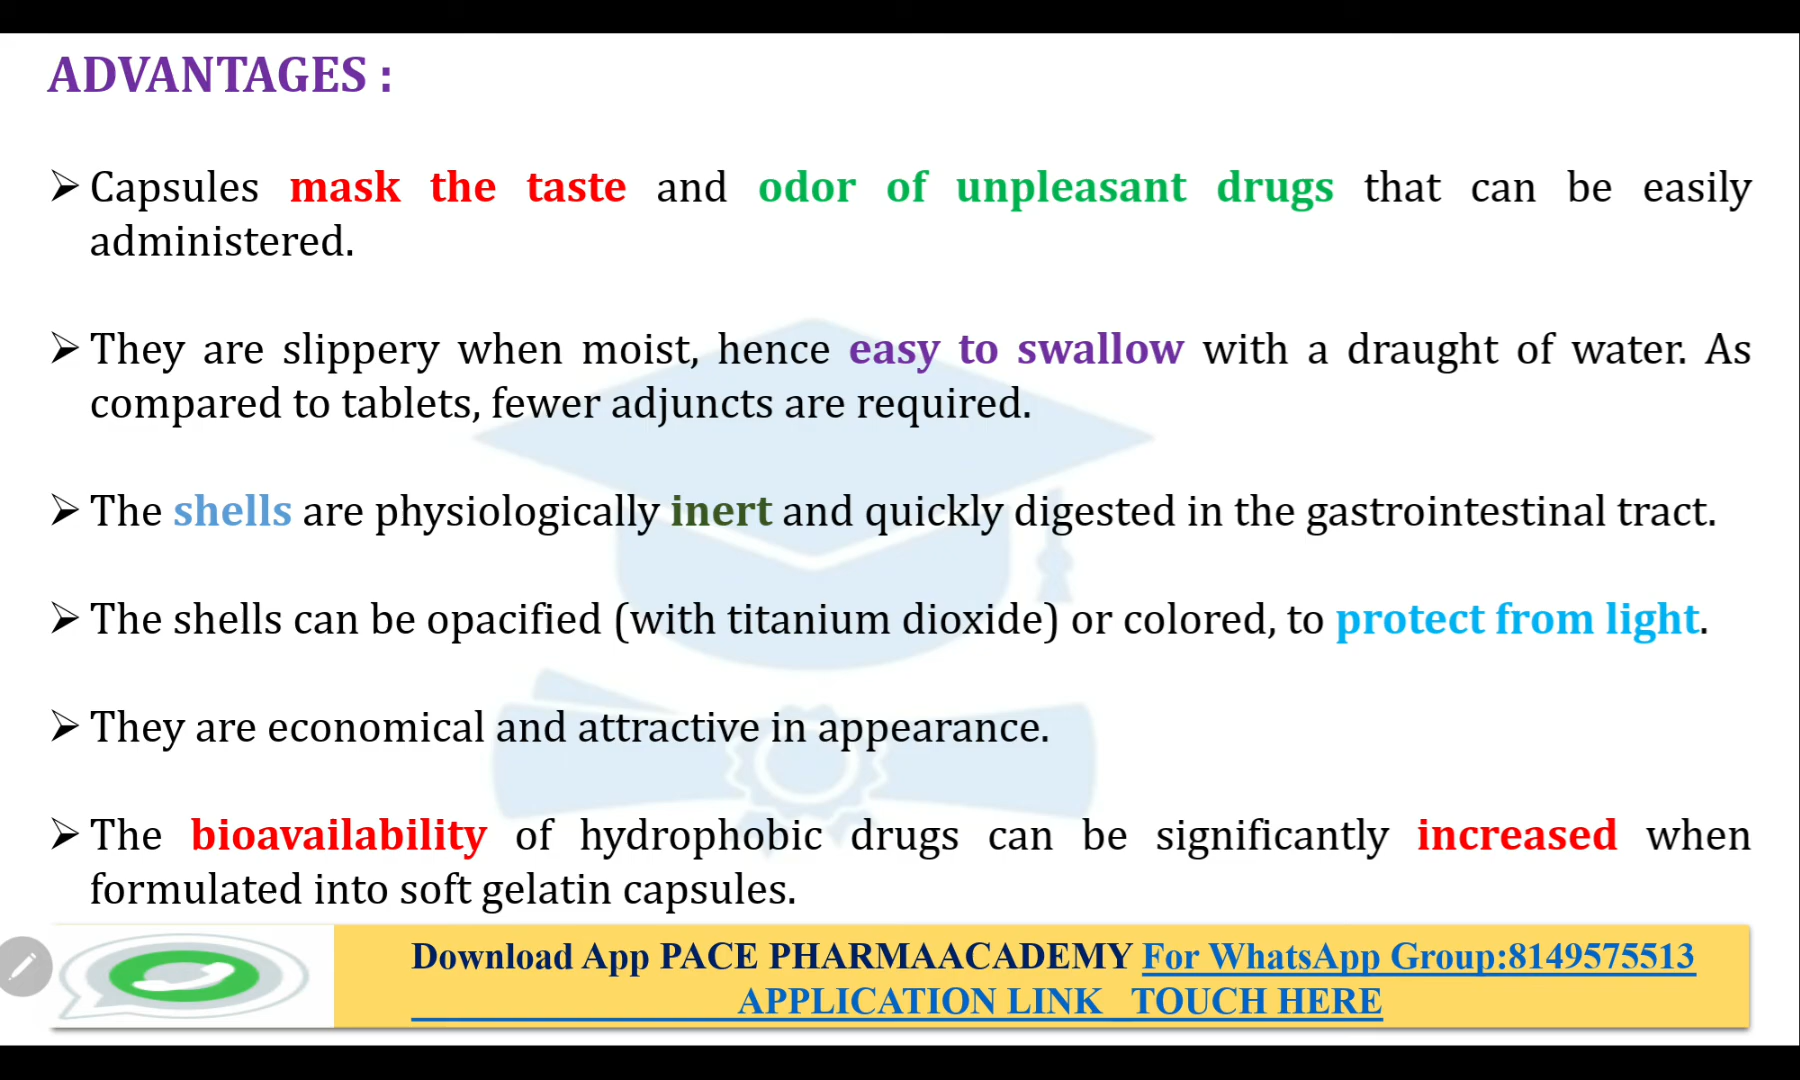 ADVANTAGES :
➢ Capsules mask the taste and odor of unpleasant drugs that can be easily
administered.
➢ They are slippery when moist, hence easy to swallow with a draught of water. As
compared to tablets, fewer adjuncts are required.
➢ The shells are physiologically inert and quickly digested in the gastrointestinal tract.
➢ The shells can be opacified (with titanium dioxide) or colored, to protect from light.
➢ They are economical and attractive in appearance.
➢ The bioavailability of hydrophobic drugs can be significantly increased when
formulated into soft gelatin capsules.
Download App PACE PHARMAACADEMY For WhatsApp Group:8149575513
APPLICATION LINK TOUCH HERE